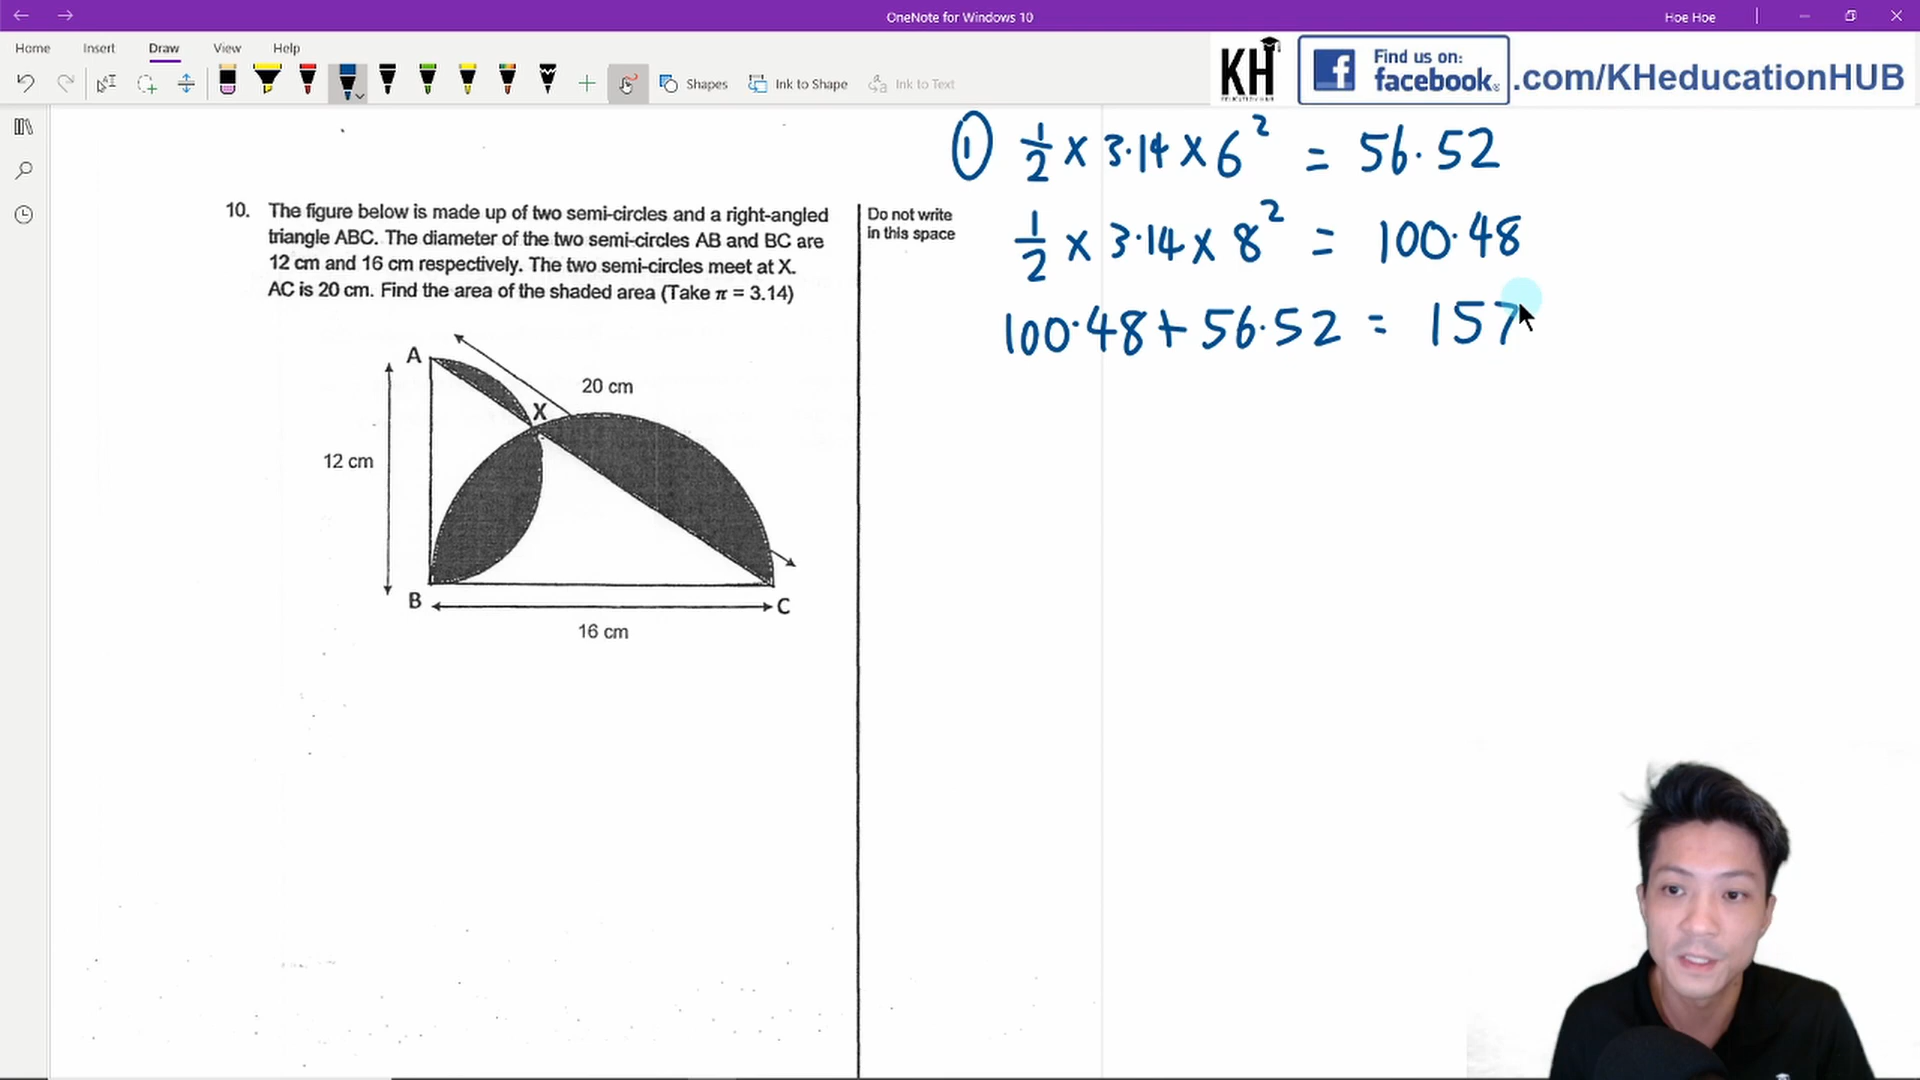 OneNote for Windows 10
Hoe Hoe
Home Insert Draw View Help
Shapes Ink to Shape Ink to Text
KH
Find us on:
facebook.com/KHeducationHUB
10. The figure below is made up of two semi-circles and a right-angled
triangle ABC. The diameter of the two semi-circles AB and BC are
12 cm and 16 cm respectively. The two semi-circles meet at X.
AC is 20 cm. Find the area of the shaded area (Take π = 3.14)
Do not write
in this space
A
X
20 cm
12 cm
B
C
16 cm
① 1/2 × 3.14 × 6² = 56.52
1/2 × 3.14 × 8² = 100.48
100.48 + 56.52 = 157